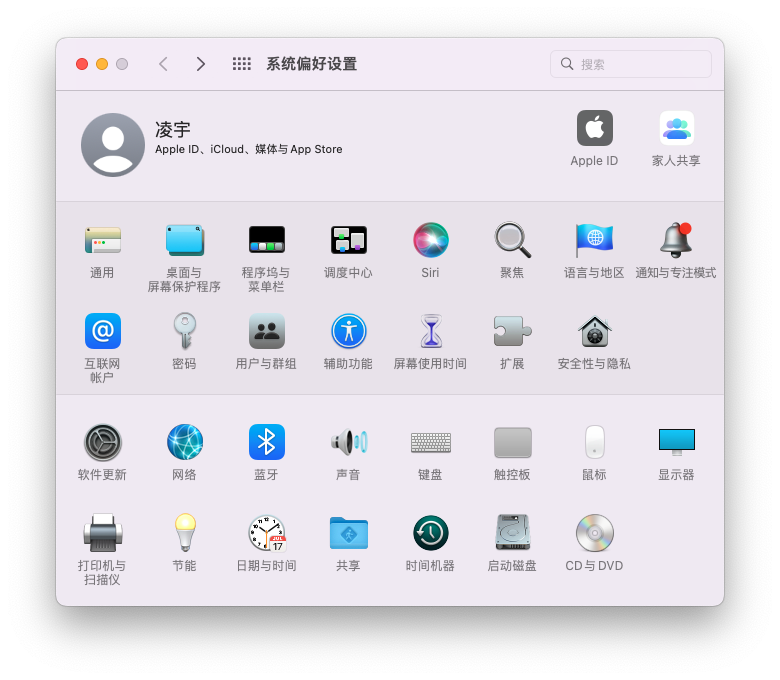 系统偏好设置
搜索
凌宇
Apple ID、iCloud、媒体与 App Store
Apple ID
家人共享
通用
桌面与
屏幕保护程序
程序坞与
菜单栏
调度中心
Siri
聚焦
语言与地区
通知与专注模式
互联网
帐户
密码
用户与群组
辅助功能
屏幕使用时间
扩展
安全性与隐私
软件更新
网络
蓝牙
声音
键盘
触控板
鼠标
显示器
打印机与
扫描仪
节能
日期与时间
共享
时间机器
启动磁盘
CD 与 DVD
JUL
17